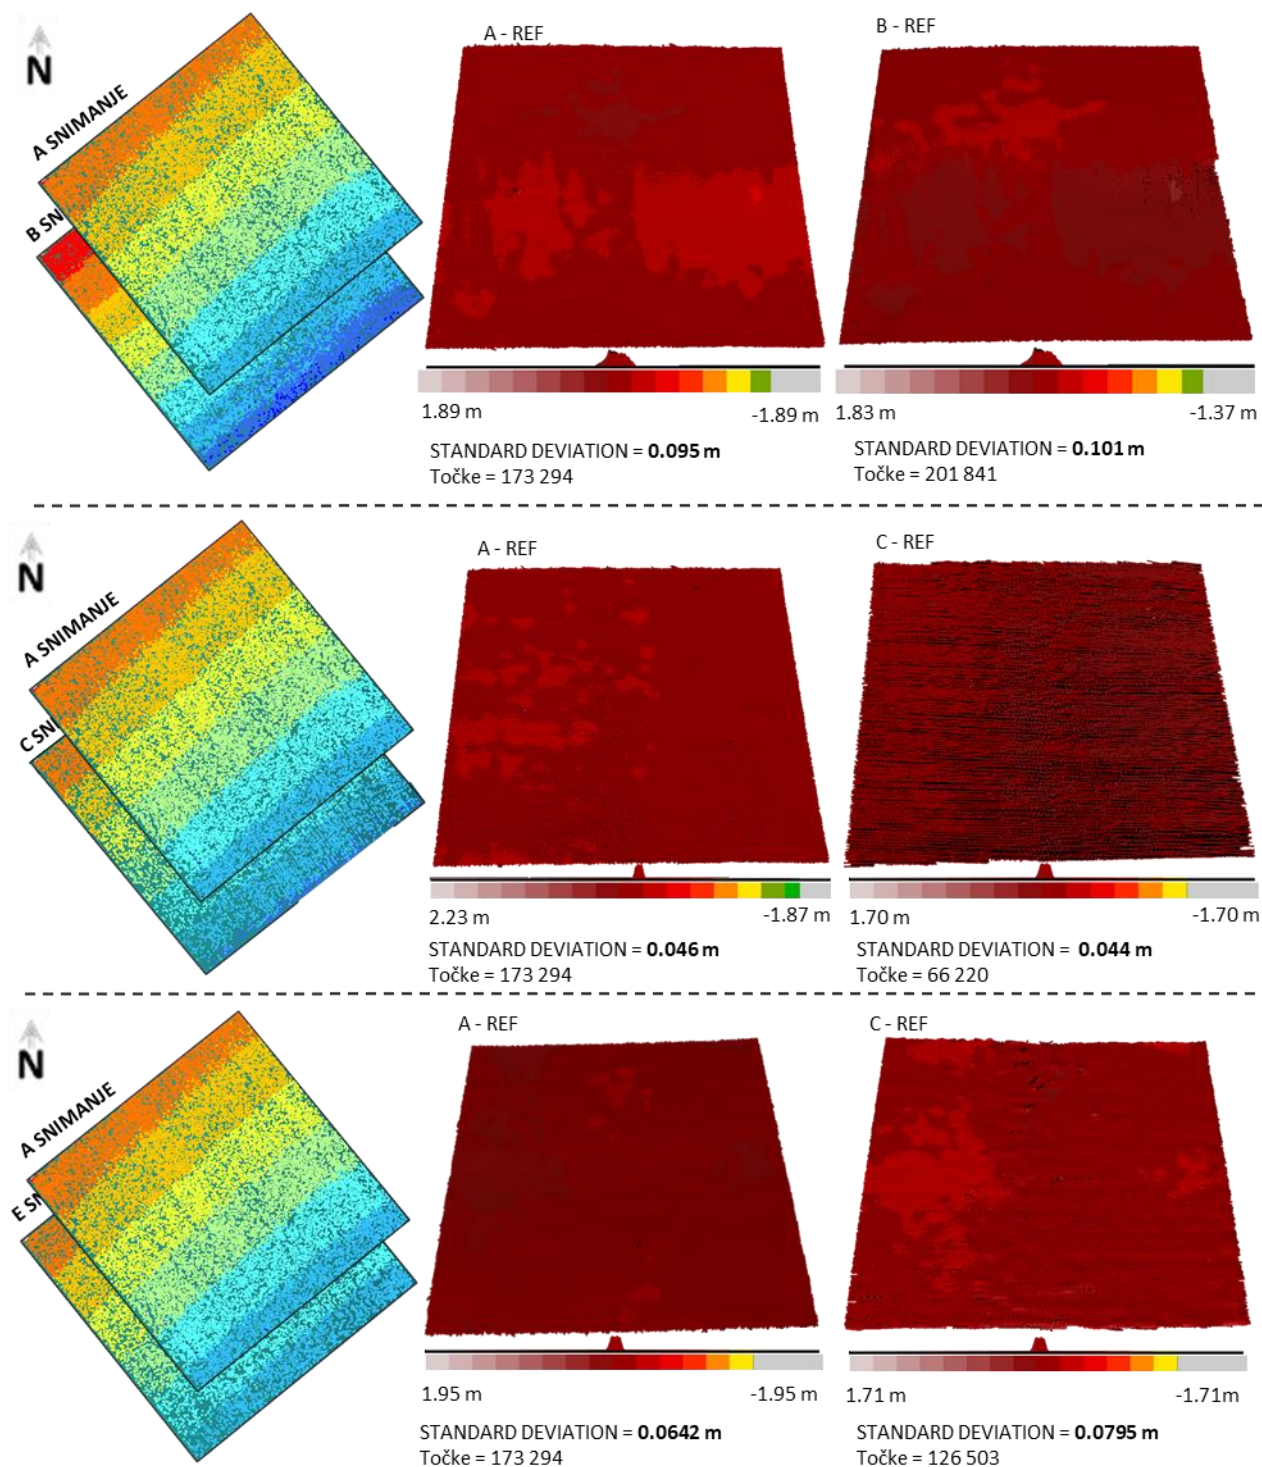 N
A SNIMANJE
B SN
A - REF
B - REF
1.89 m
-1.89 m
1.83 m
-1.37 m
STANDARD DEVIATION = 0.095 m
Točke = 173 294
STANDARD DEVIATION = 0.101 m
Točke = 201 841
N
A SNIMANJE
C SNI
A - REF
C - REF
2.23 m
-1.87 m
1.70 m
-1.70 m
STANDARD DEVIATION = 0.046 m
Točke = 173 294
STANDARD DEVIATION = 0.044 m
Točke = 66 220
N
A SNIMANJE
E SN
A - REF
C - REF
1.95 m
-1.95 m
1.71 m
-1.71m
STANDARD DEVIATION = 0.0642 m
Točke = 173 294
STANDARD DEVIATION = 0.0795 m
Točke = 126 503